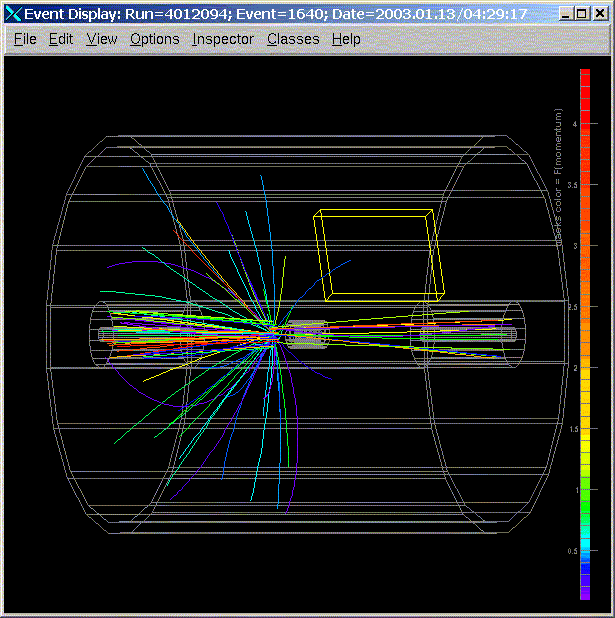 Event Display: Run=4012094; Event=1640; Date=2003.01.13/04:29:17
File Edit View Options Inspector Classes Help
tracks color = F(momentum)
4
3.5
3
2.5
2
1.5
1
0.5